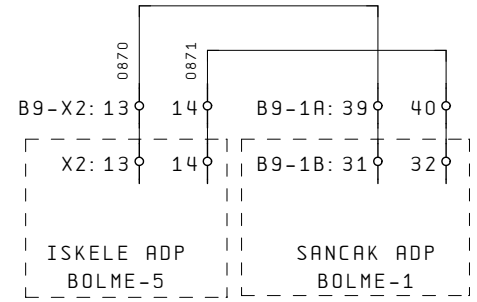 0870 0871
B9-X2: 13 14 B9-1A: 39 40
X2: 13 14 B9-1B: 31 32
ISKELE ADP SANCAK ADP
BOLME-5 BOLME-1